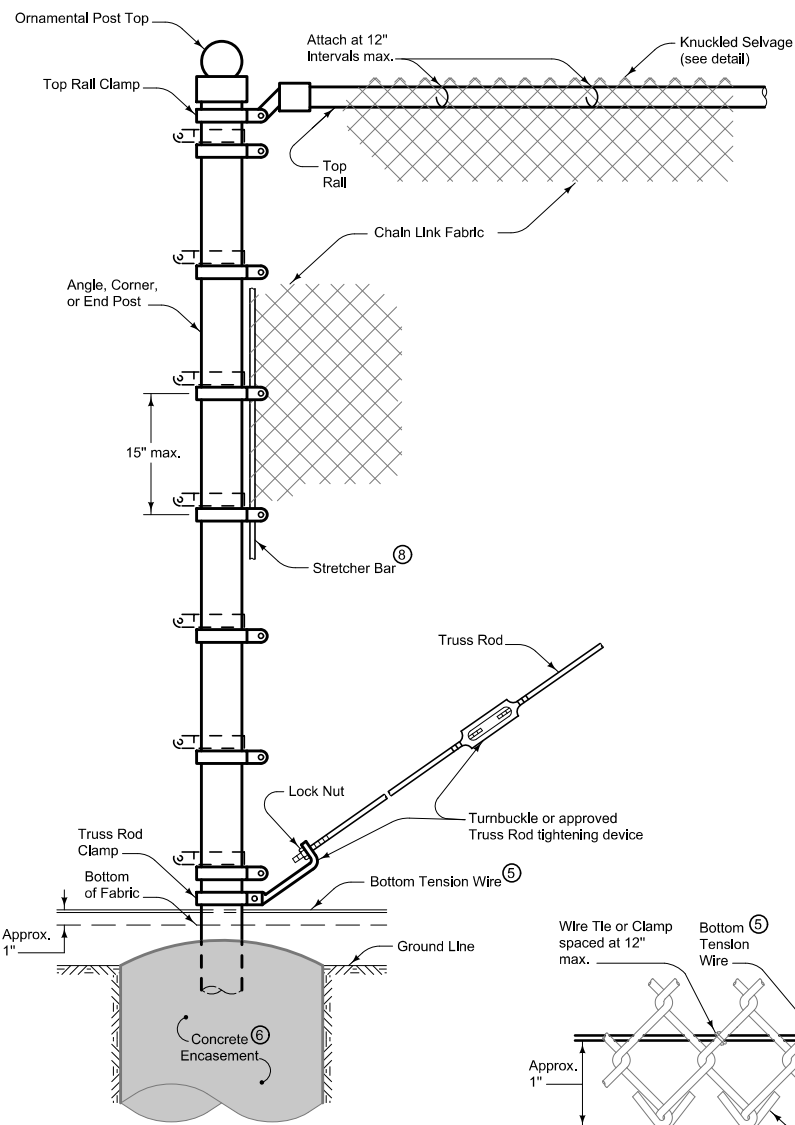 Ornamental Post Top
Attach at 12"
Intervals max.
Knuckled Selvage
(see detail)
Top Rail Clamp
Top
Rail
Chain Link Fabric
Angle, Corner,
or End Post
15" max.
Stretcher Bar 8
Truss Rod
Lock Nut
Turnbuckle or approved
Truss Rod tightening device
Truss Rod
Clamp
Bottom
of Fabric
Bottom Tension Wire 5
Approx.
1"
Ground Line
Concrete 6
Encasement
Wire Tie or Clamp
spaced at 12"
max.
Bottom 5
Tension
Wire
Approx.
1"